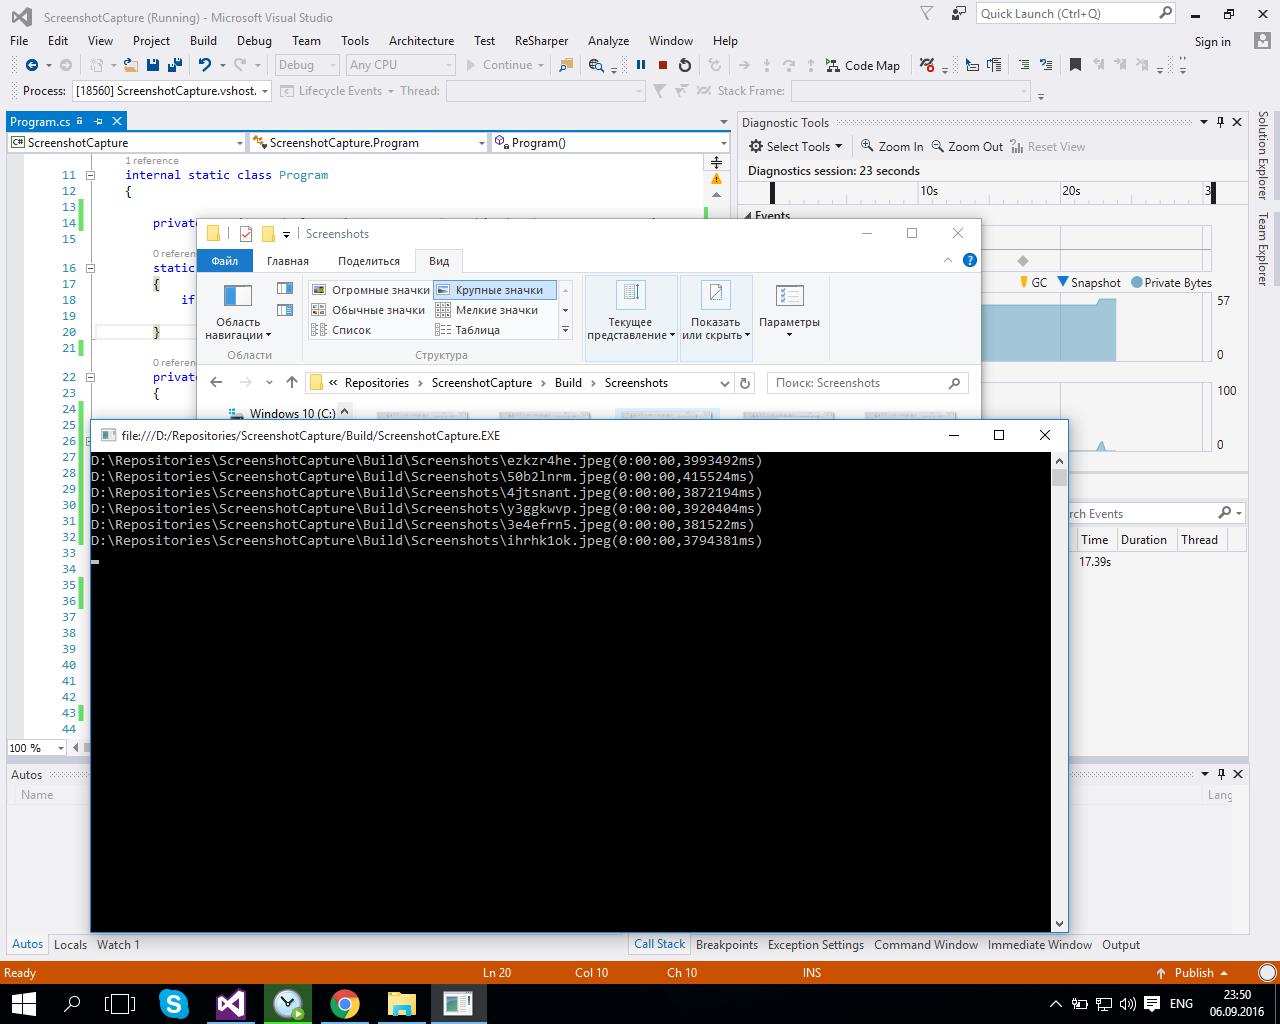 ScreenshotCapture (Running) - Microsoft Visual Studio
Quick Launch (Ctrl+Q)
File Edit View Project Build Debug Team Tools Architecture Test ReSharper Analyze Window Help
Sign in
Debug Any CPU Continue Code Map
Process: [18560] ScreenshotCapture.vshost. Lifecycle Events Thread: Stack Frame:
Program.cs
ScreenshotCapture ScreenshotCapture.Program Program()
1 reference
11 internal static class Program
12 {
13
14 private
15
0 referen
16 static
17 {
18 if
19
20 }
21
0 referen
22 private
23 {
24
25
26
27
28
29
30
31
32
33
34
35
36
37
38
39
40
41
42
43
44
100 %
Diagnostic Tools
Select Tools Zoom In Zoom Out Reset View
Diagnostics session: 23 seconds
10s 20s 3
Events
GC Snapshot Private Bytes
57
0
100
0
rch Events
Time Duration Thread
17.39s
Solution Explorer
Team Explorer
Screenshots
Файл Главная Поделиться Вид
Область навигации
Области
Огромные значки Крупные значки
Обычные значки Мелкие значки
Список Таблица
Структура
Текущее представление
Показать или скрыть
Параметры
« Repositories › ScreenshotCapture › Build › Screenshots
Поиск: Screenshots
Windows 10 (C:)
file:///D:/Repositories/ScreenshotCapture/Build/ScreenshotCapture.EXE
D:\Repositories\ScreenshotCapture\Build\Screenshots\ezkzr4he.jpeg(0:00:00,3993492ms)
D:\Repositories\ScreenshotCapture\Build\Screenshots\50b2lnrm.jpeg(0:00:00,415524ms)
D:\Repositories\ScreenshotCapture\Build\Screenshots\4jtsnant.jpeg(0:00:00,3872194ms)
D:\Repositories\ScreenshotCapture\Build\Screenshots\y3ggkwvp.jpeg(0:00:00,3920404ms)
D:\Repositories\ScreenshotCapture\Build\Screenshots\3e4efrn5.jpeg(0:00:00,381522ms)
D:\Repositories\ScreenshotCapture\Build\Screenshots\ihrhk1ok.jpeg(0:00:00,3794381ms)
Autos
Name
Lang
Autos Locals Watch 1
Call Stack Breakpoints Exception Settings Command Window Immediate Window Output
Ready Ln 20 Col 10 Ch 10 INS Publish
ENG
23:50
06.09.2016